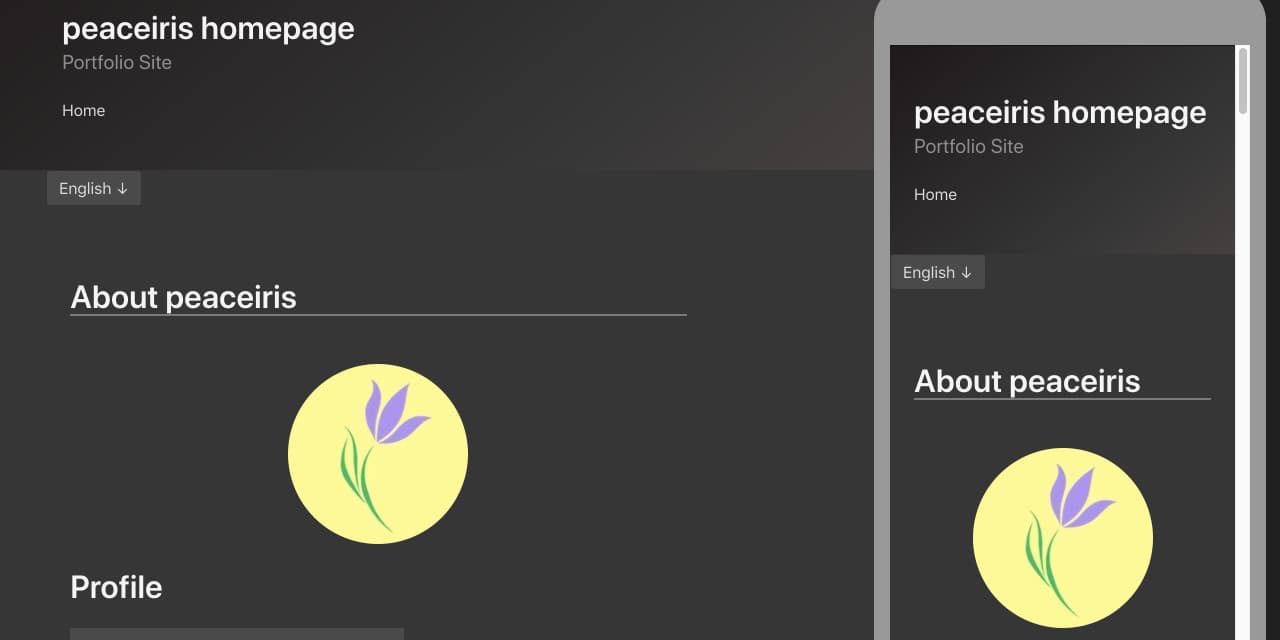 peaceiris homepage
Portfolio Site
Home
English ↓
About peaceiris
Profile
peaceiris homepage
Portfolio Site
Home
English ↓
About peaceiris